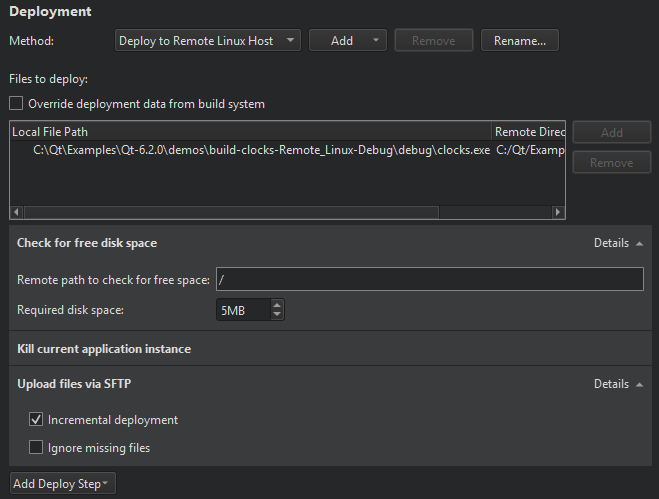 Deployment
Method: Deploy to Remote Linux Host Add Remove Rename...
Files to deploy:
Override deployment data from build system
Local File Path Remote Direc
C:\Qt\Examples\Qt-6.2.0\demos\build-clocks-Remote_Linux-Debug\debug\clocks.exe C:/Qt/Examp
Add
Remove
Check for free disk space Details
Remote path to check for free space: /
Required disk space: 5MB
Kill current application instance
Upload files via SFTP Details
Incremental deployment
Ignore missing files
Add Deploy Step